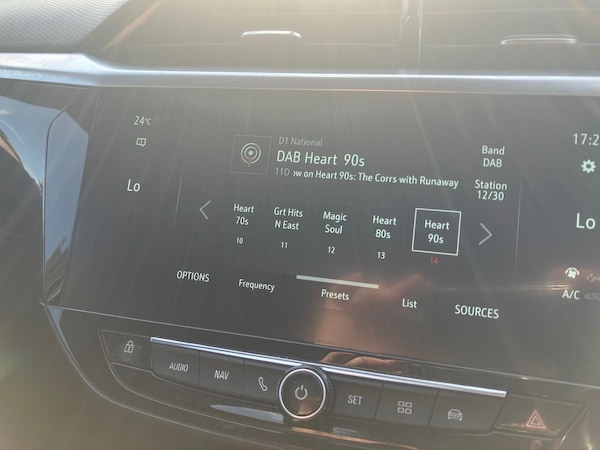 24°C
17:2
D1 National
DAB Heart 90s
11D ow on Heart 90s: The Corrs with Runaway
Band
DAB
Station
12/30
Lo
Lo
Heart
70s
10
Grt Hits
N East
11
Magic
Soul
12
Heart
80s
13
Heart
90s
14
OPTIONS
Frequency
Presets
List
SOURCES
A/C
AUDIO
NAV
SET